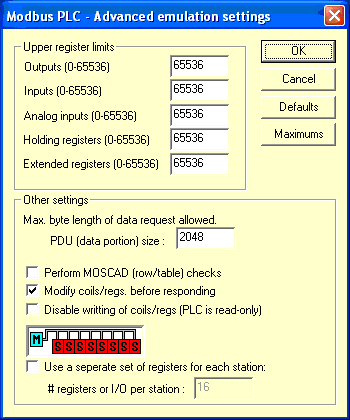 Modbus PLC - Advanced emulation settings
Upper register limits
Outputs (0-65536) 65536
Inputs (0-65536) 65536
Analog inputs (0-65536) 65536
Holding registers (0-65536) 65536
Extended registers (0-65536) 65536
OK
Cancel
Defaults
Maximums
Other settings
Max. byte length of data request allowed.
PDU (data portion) size : 2048
Perform MOSCAD (row/table) checks
Modify coils/regs. before responding
Disable writting of coils/regs (PLC is read-only)
M
S S S S S S S S
Use a seperate set of registers for each station:
# registers or I/O per station : 16